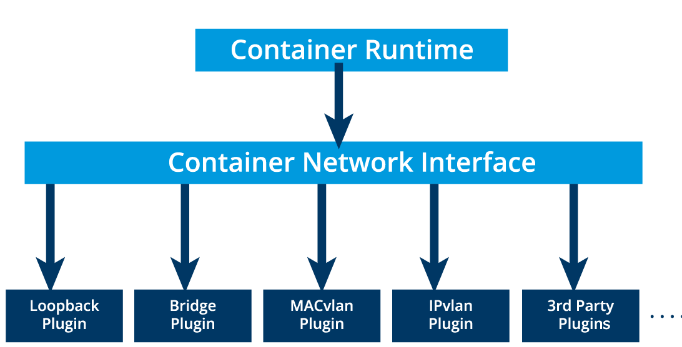 Container Runtime
Container Network Interface
Loopback
Plugin
Bridge
Plugin
MACvlan
Plugin
IPvlan
Plugin
3rd Party
Plugins
....